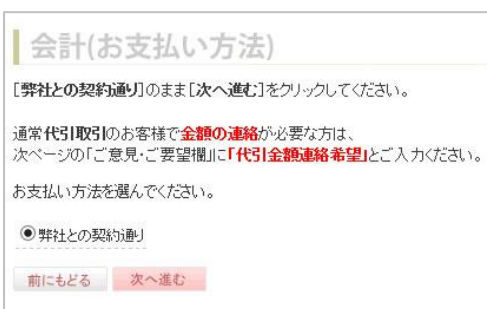 会計(お支払い方法)
[弊社との契約通り]のまま[次へ進む]をクリックしてください。
通常代引取引のお客様で金額の連絡が必要な方は、
次ページの「ご意見・ご要望欄」に「代引金額連絡希望」とご入力ください。
お支払い方法を選んでください。
弊社との契約通り
前にもどる 次へ進む